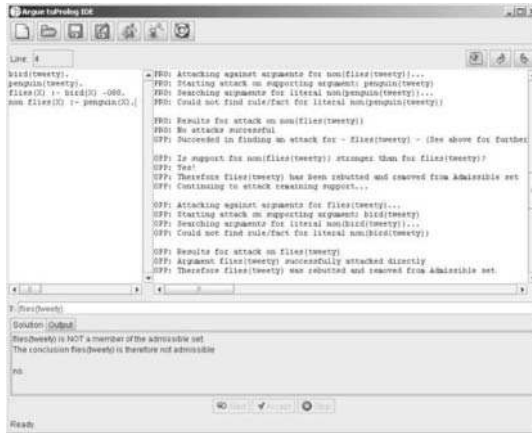 Argue tuProlog IDE
Line: 4
bird(tweety).
penguin(tweety).
flies(X) :- bird(X)
non flies(X) :- penguin(X).
PRO: Attacking against arguments for non(flies(tweety))...
PRO: Starting attack on supporting argument: penguin(tweety)
PRO: Searching arguments for literal non(penguin(tweety))...
PRO: Could not find rule/fact for literal non(penguin(tweety))
PRO: Results for attack on non(flies(tweety))
PRO: No attacks successful
OPP: Succeeded in finding an attack for - flies(tweety) - (See above for further
OPP: Is support for non(flies(tweety)) stronger than for flies(tweety)?
OPP: Yes!
OPP: Therefore flies(tweety) has been rebutted and removed from Admissible set
OPP: Continuing to attack remaining support...
OPP: Attacking against arguments for flies(tweety)...
OPP: Starting attack on supporting argument: bird(tweety)
OPP: Searching arguments for literal non(bird(tweety))...
OPP: Could not find rule/fact for literal non(bird(tweety))
OPP: Results for attack on flies(tweety)
OPP: Argument flies(tweety) successfully attacked directly
OPP: Therefore flies(tweety) was rebutted and removed from Admissible set
?: flies(tweety)
Solution Output
flies(tweety) is NOT a member of the admissible set
The conclusion flies(tweety) is therefore not admissible
no.
Next Accept Stop
Ready.